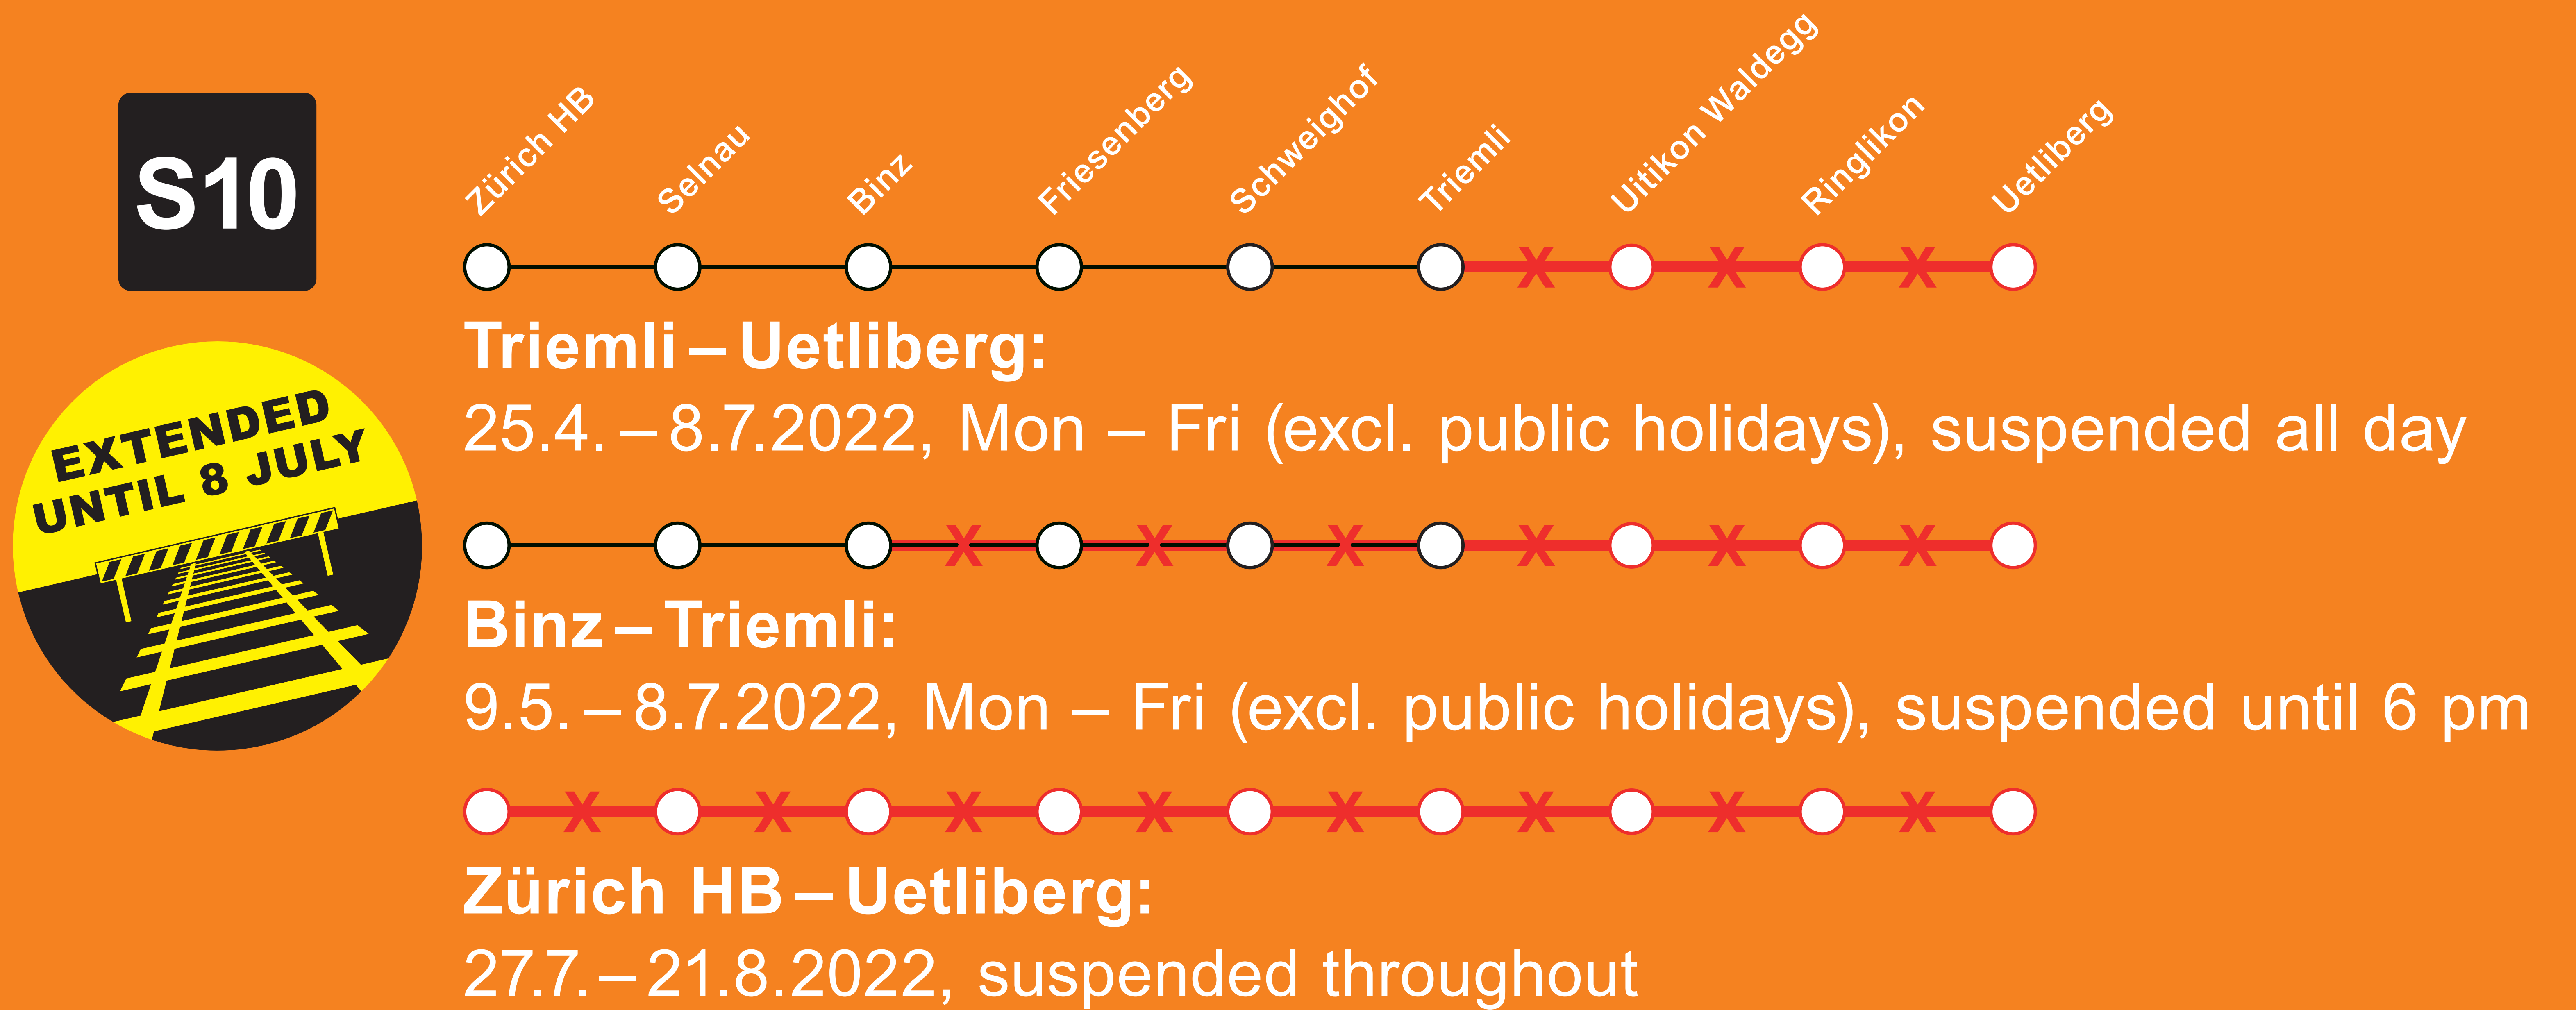 S10
Zürich HB
Selnau
Binz
Friesenberg
Schweighof
Triemli
Uitikon Waldegg
Ringlikon
Uetliberg
EXTENDED
UNTIL 8 JULY
Triemli – Uetliberg:
25.4. – 8.7.2022, Mon – Fri (excl. public holidays), suspended all day
X X X
Binz – Triemli:
9.5. – 8.7.2022, Mon – Fri (excl. public holidays), suspended until 6 pm
X X X X X X
Zürich HB – Uetliberg:
27.7. – 21.8.2022, suspended throughout
X X X X X X X X